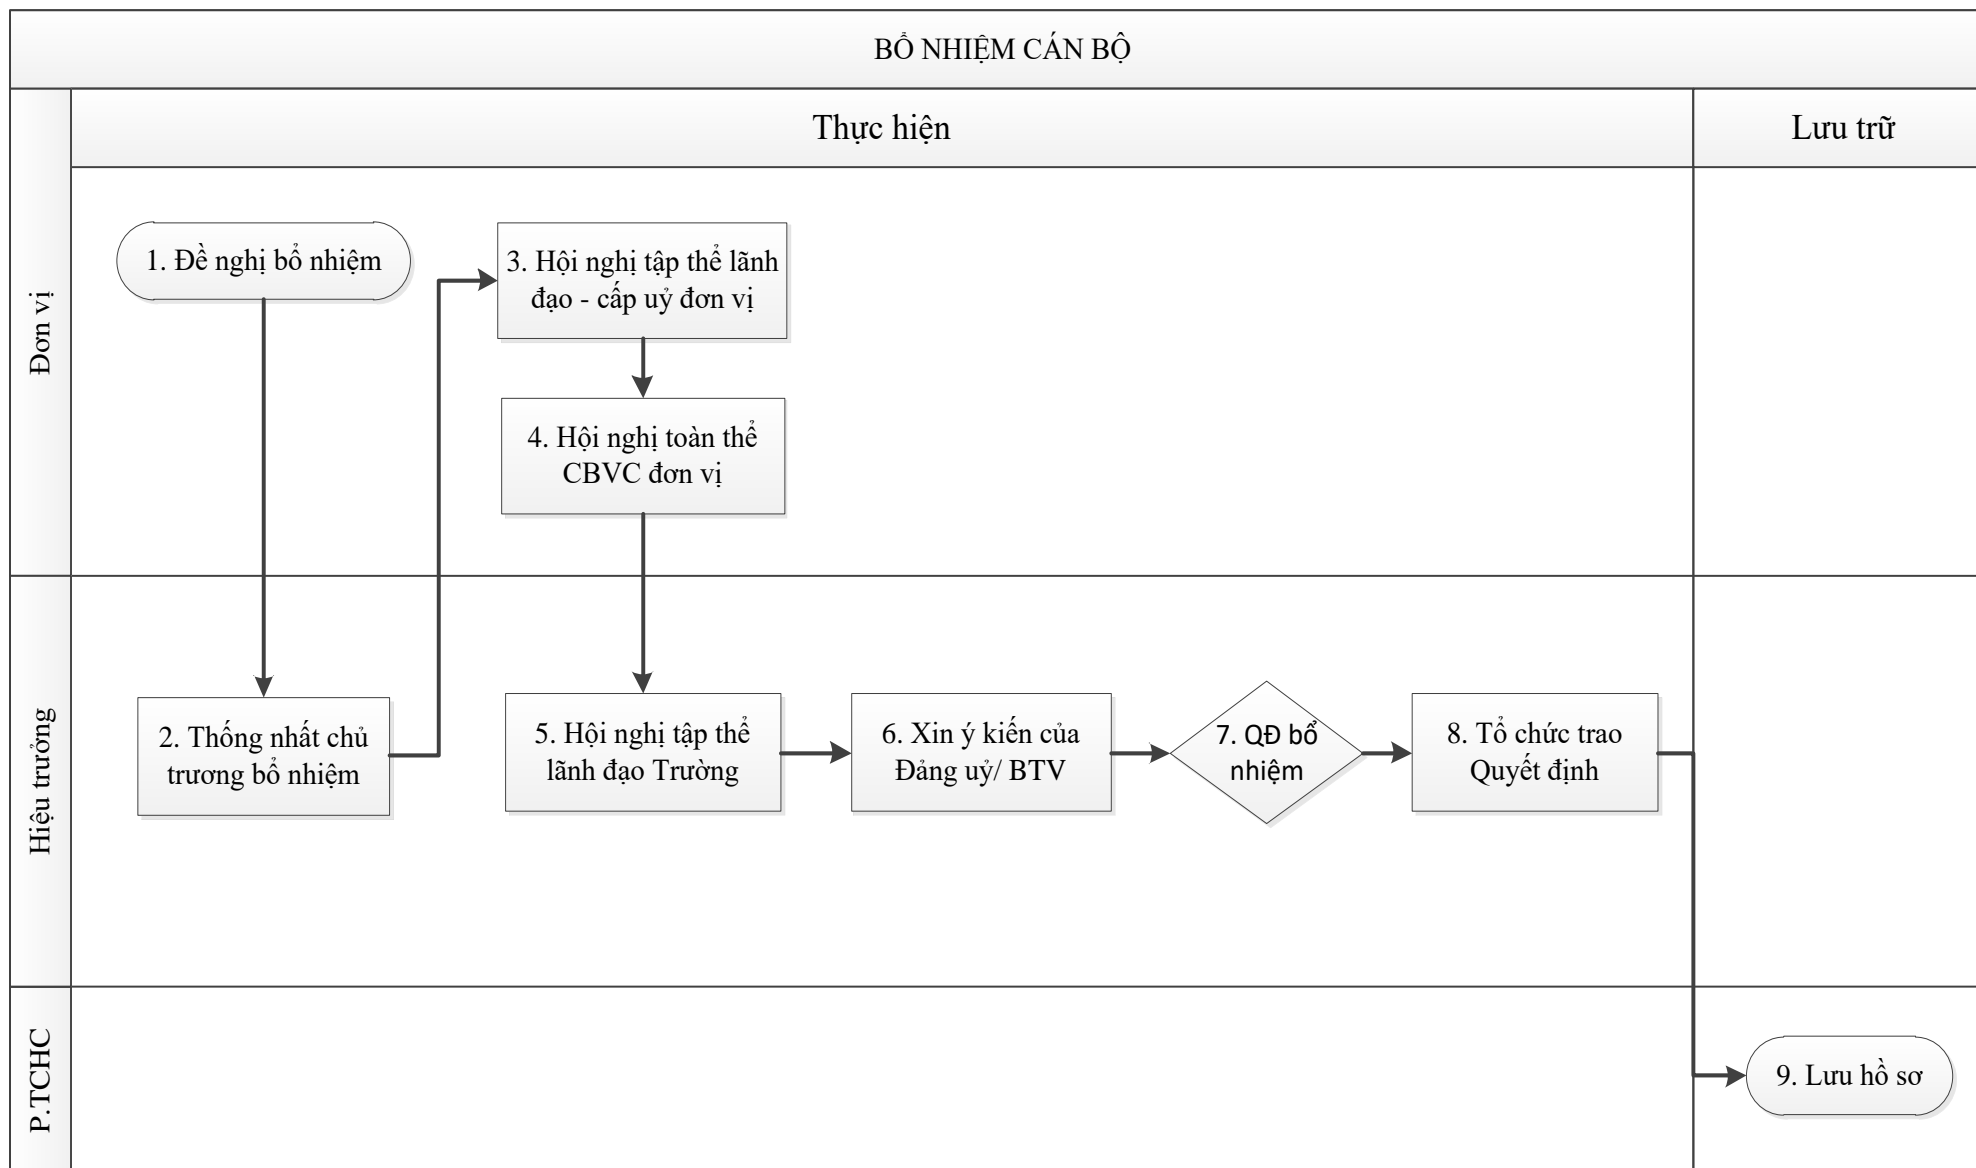 BỔ NHIỆM CÁN BỘ
Thực hiện
Lưu trữ
Đơn vị
1. Đề nghị bổ nhiệm
3. Hội nghị tập thể lãnh
đạo - cấp uỷ đơn vị
4. Hội nghị toàn thể
CBVC đơn vị
Hiệu trưởng
2. Thống nhất chủ
trương bổ nhiệm
5. Hội nghị tập thể
lãnh đạo Trường
6. Xin ý kiến của
Đảng uỷ/ BTV
7. QĐ bổ
nhiệm
8. Tổ chức trao
Quyết định
P.TCHC
9. Lưu hồ sơ